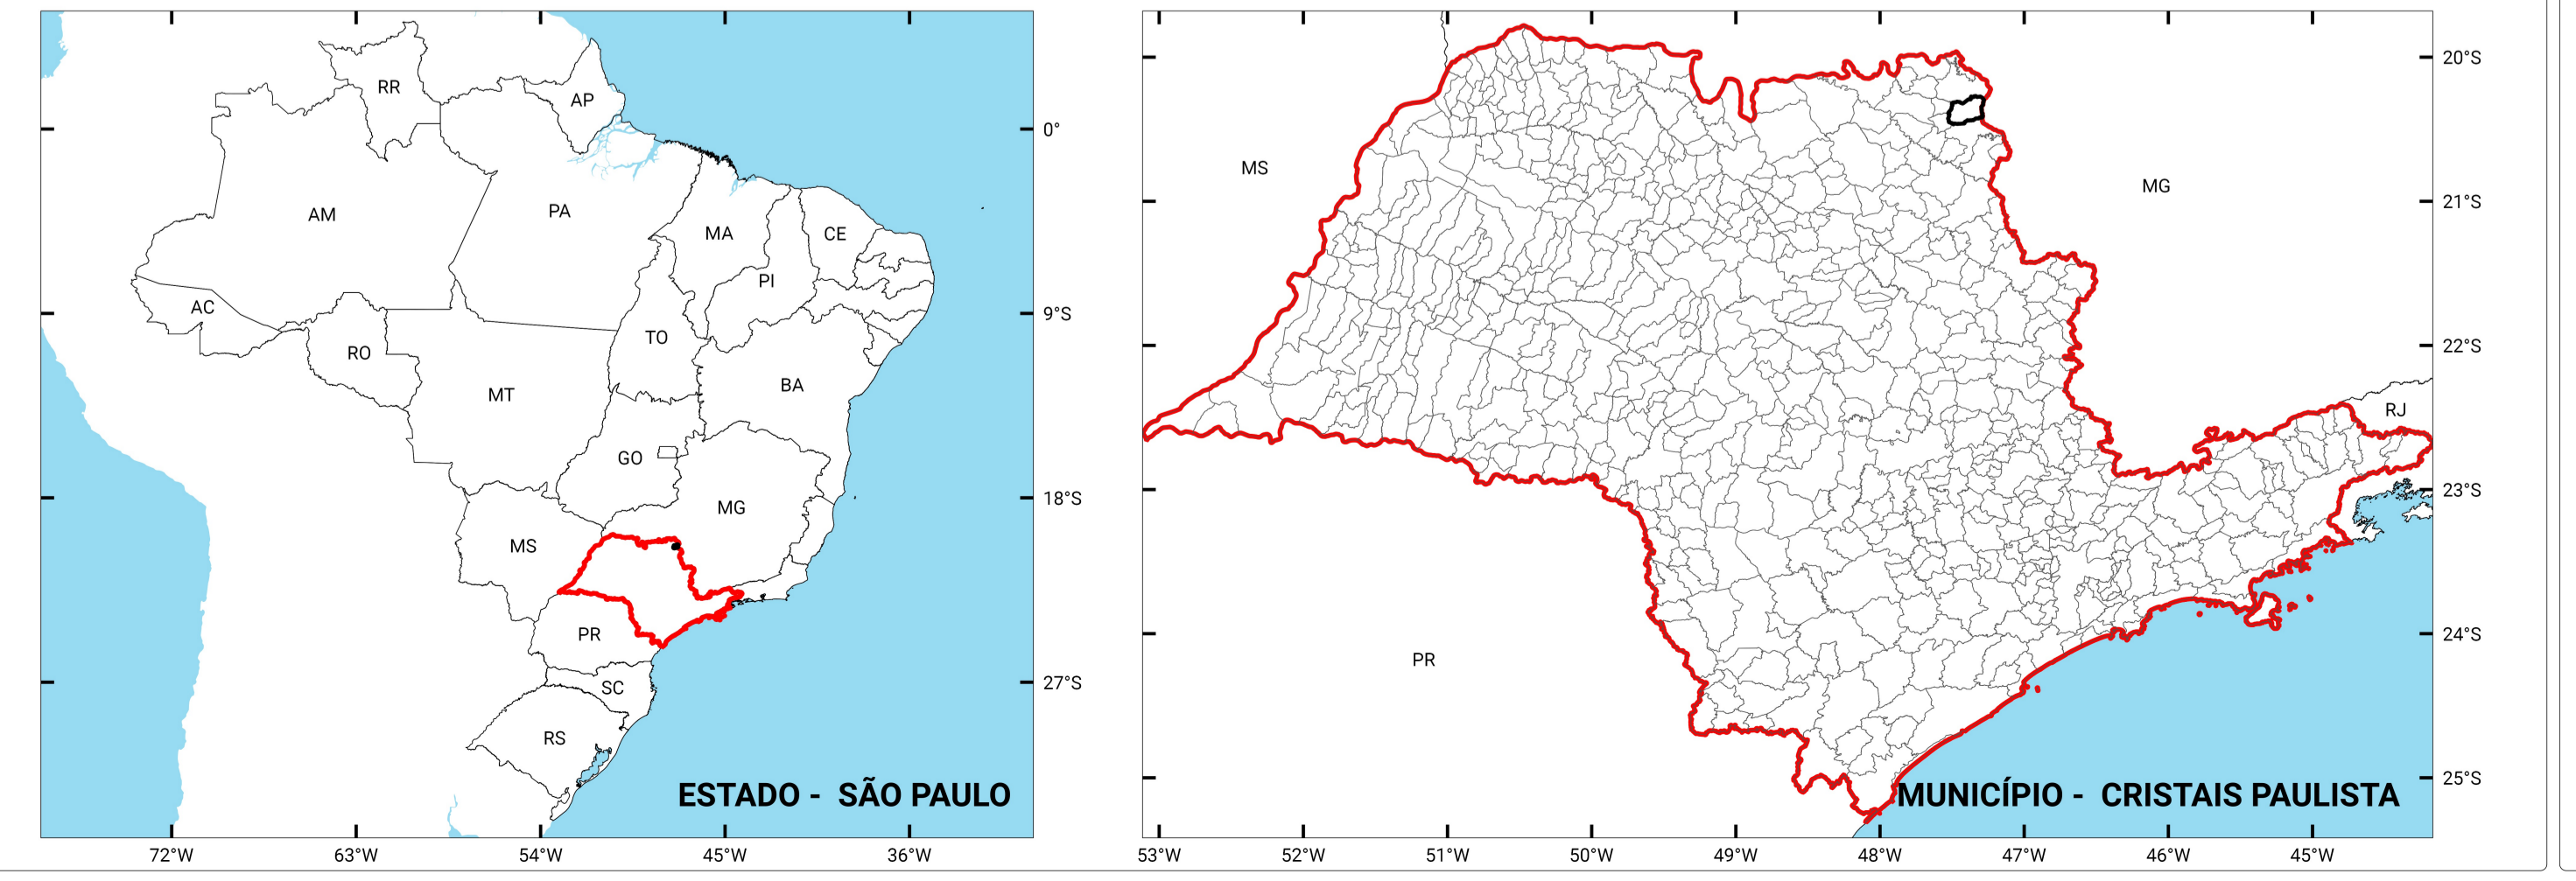 RR
AP
0°
AM
PA
MA
CE
PI
AC
9°S
TO
RO
BA
MT
GO
MG
18°S
MS
PR
27°S
SC
RS
ESTADO - SÃO PAULO
72°W 63°W 54°W 45°W 36°W
20°S
MS
MG
21°S
22°S
RJ
23°S
24°S
PR
25°S
MUNICÍPIO - CRISTAIS PAULISTA
53°W 52°W 51°W 50°W 49°W 48°W 47°W 46°W 45°W